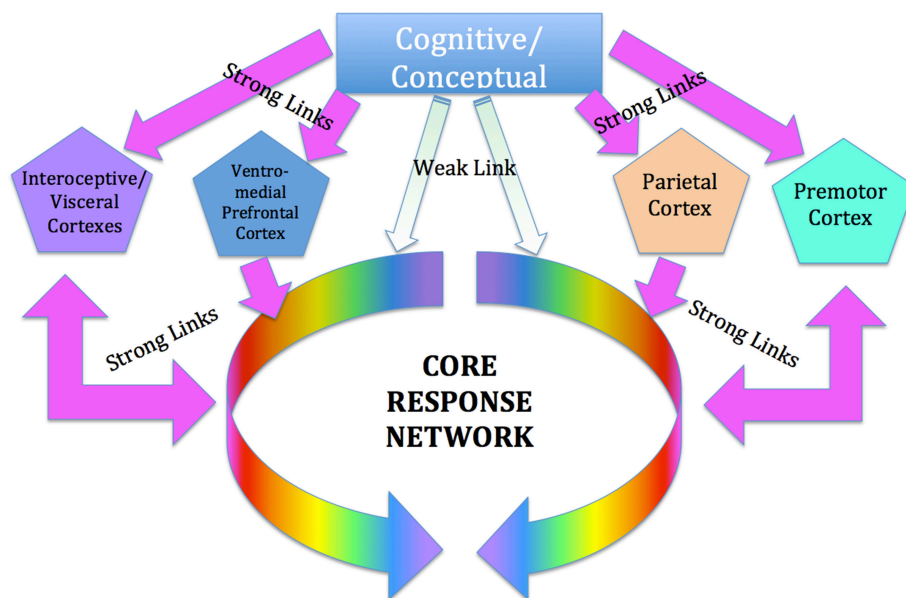 Cognitive/
Conceptual
Strong Links
Strong Links
Weak Link
Interoceptive/
Visceral
Cortexes
Ventro-
medial
Prefrontal
Cortex
Parietal
Cortex
Premotor
Cortex
Strong Links
Strong Links
CORE
RESPONSE
NETWORK